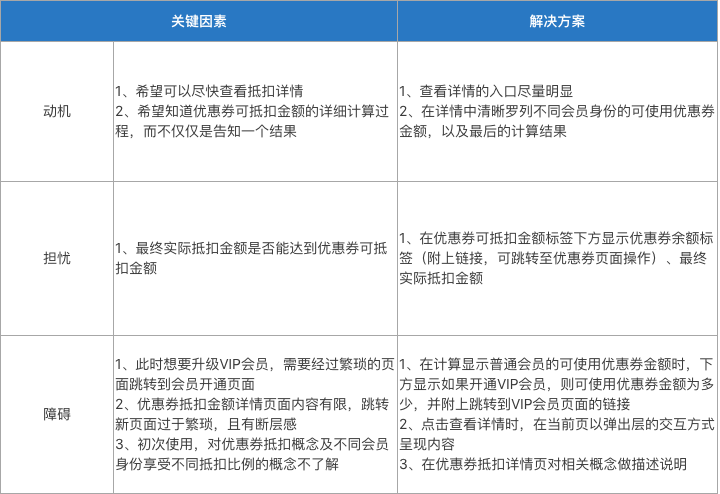 关键因素
解决方案
动机
1、希望可以尽快查看抵扣详情
2、希望知道优惠券可抵扣金额的详细计算过
程，而不仅仅是告知一个结果
1、查看详情的入口尽量明显
2、在详情中清晰罗列不同会员身份的可使用优惠券
金额，以及最后的计算结果
担忧
1、最终实际抵扣金额是否能达到优惠券可抵
扣金额
1、在优惠券可抵扣金额标签下方显示优惠券余额标
签（附上链接，可跳转至优惠券页面操作）、最终
实际抵扣金额
障碍
1、此时想要升级VIP会员，需要经过繁琐的页
面跳转到会员开通页面
2、优惠券抵扣金额详情页面内容有限，跳转
新页面过于繁琐，且有断层感
3、初次使用，对优惠券抵扣概念及不同会员
身份享受不同抵扣比例的概念不了解
1、在计算显示普通会员的可使用优惠券金额时，下
方显示如果开通VIP会员，则可使用优惠券金额为多
少，并附上跳转到VIP会员页面的链接
2、点击查看详情时，在当前页以弹出层的交互方式
呈现内容
3、在优惠券抵扣详情页对相关概念做描述说明